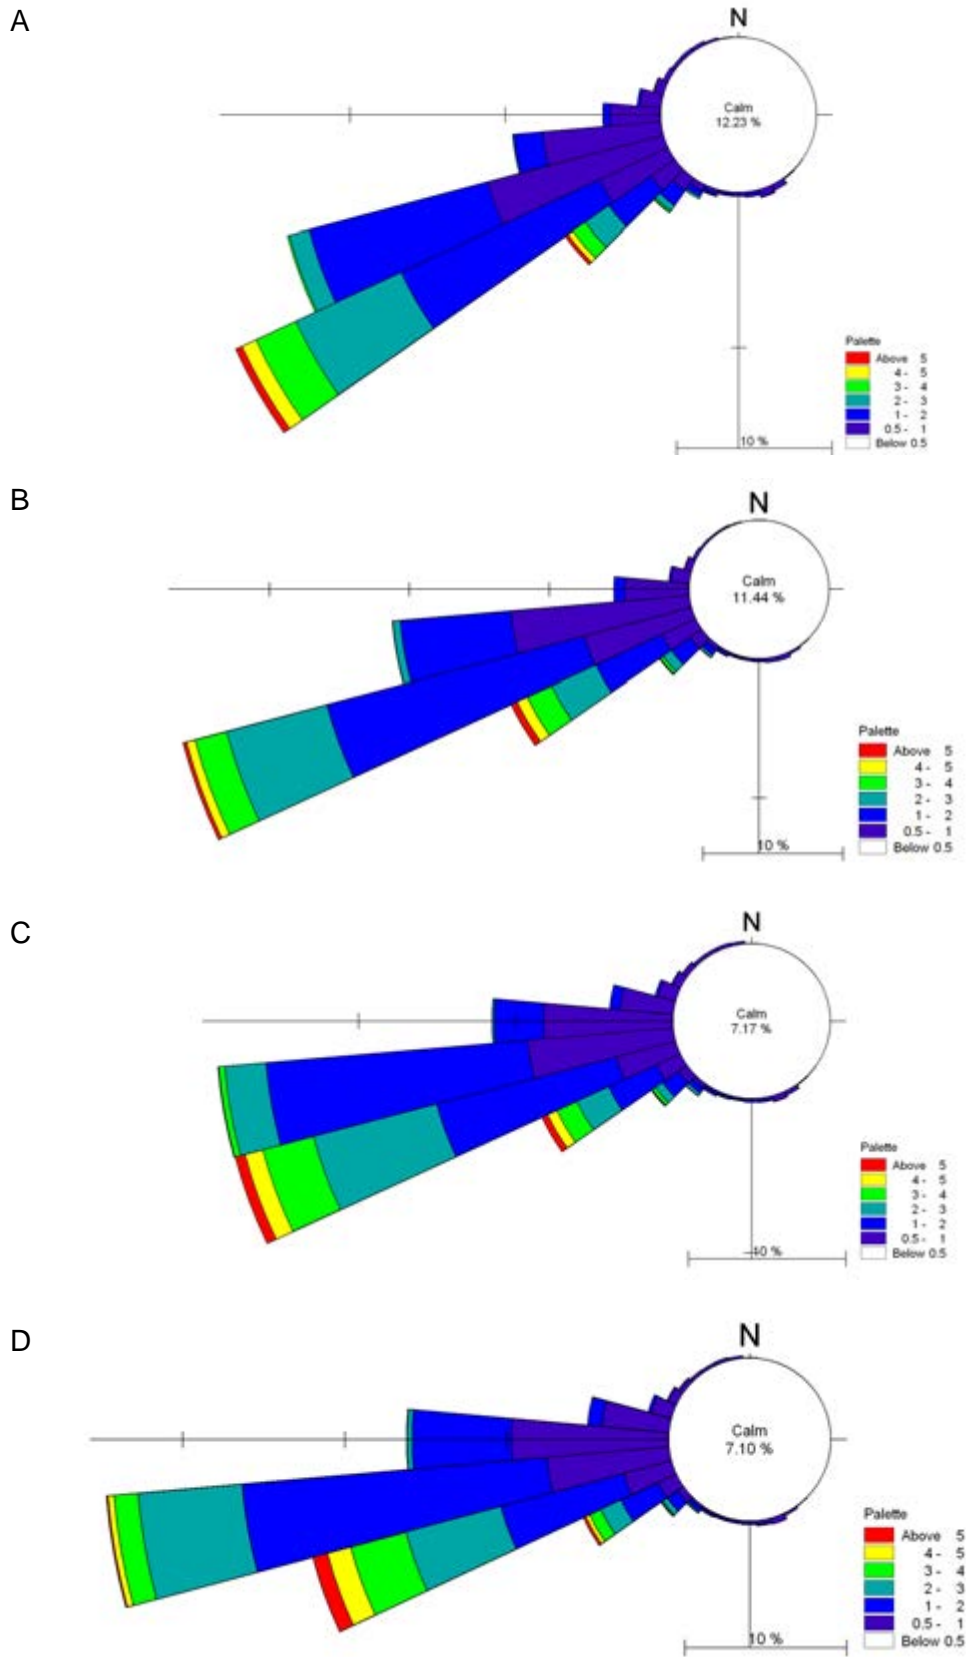 A
N
Calm
12.23 %
Palette
Above 5
4 - 5
3 - 4
2 - 3
1 - 2
0.5 - 1
Below 0.5
10 %
B
N
Calm
11.44 %
Palette
Above 5
4 - 5
3 - 4
2 - 3
1 - 2
0.5 - 1
Below 0.5
10 %
C
N
Calm
7.17 %
Palette
Above 5
4 - 5
3 - 4
2 - 3
1 - 2
0.5 - 1
Below 0.5
10 %
D
N
Calm
7.10 %
Palette
Above 5
4 - 5
3 - 4
2 - 3
1 - 2
0.5 - 1
Below 0.5
10 %